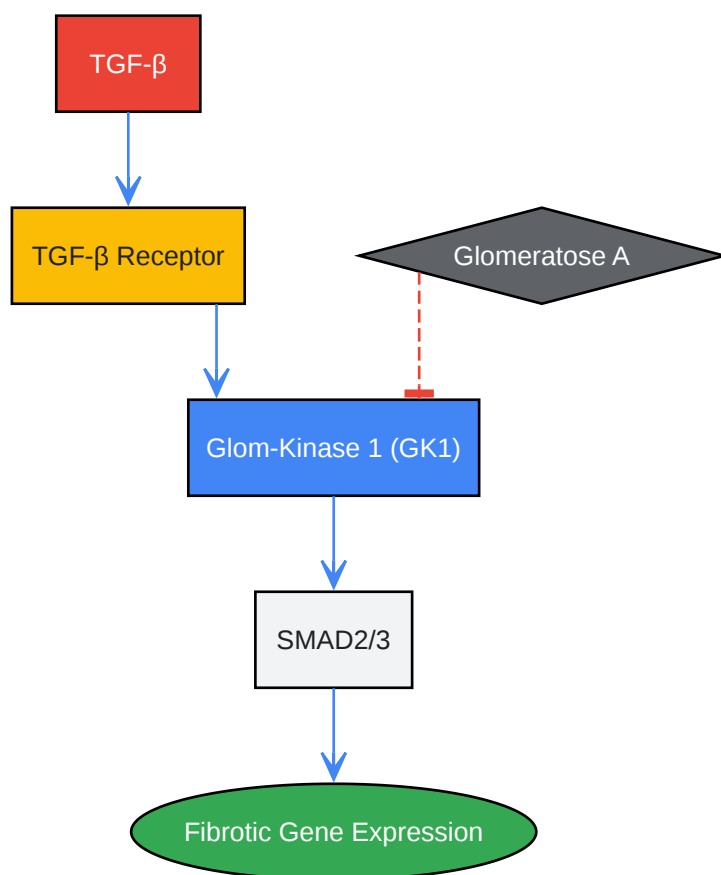 TGF-β
TGF-β Receptor
Glomeratose A
Glom-Kinase 1 (GK1)
SMAD2/3
Fibrotic Gene Expression